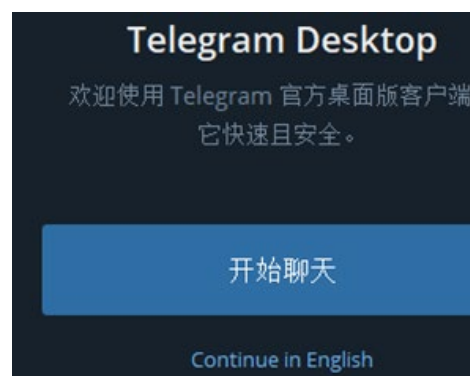 Telegram Desktop
欢迎使用 Telegram 官方桌面版客户端
它快速且安全。
开始聊天
Continue in English